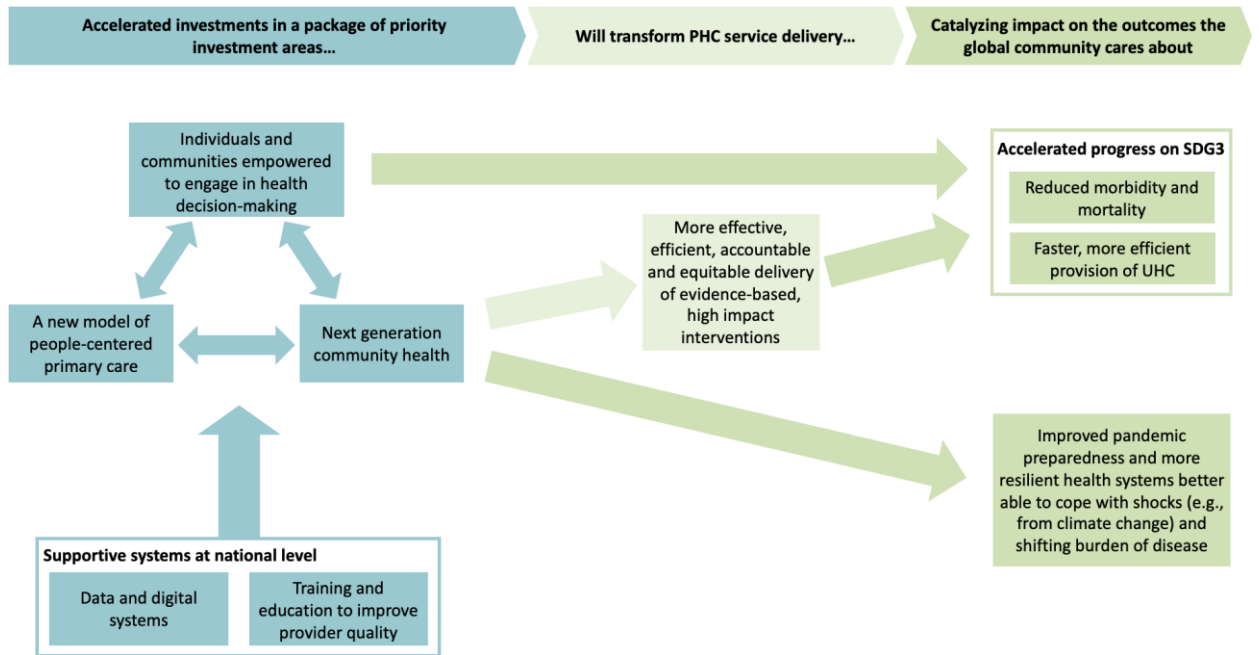 Accelerated investments in a package of priority
investment areas…
Will transform PHC service delivery…
Catalyzing impact on the outcomes the
global community cares about
Individuals and
communities empowered
to engage in health
decision-making
A new model of
people-centered
primary care
Next generation
community health
Supportive systems at national level
Data and digital
systems
Training and
education to improve
provider quality
More effective,
efficient, accountable
and equitable delivery
of evidence-based,
high impact
interventions
Accelerated progress on SDG3
Reduced morbidity and
mortality
Faster, more efficient
provision of UHC
Improved pandemic
preparedness and more
resilient health systems better
able to cope with shocks (e.g.,
from climate change) and
shifting burden of disease